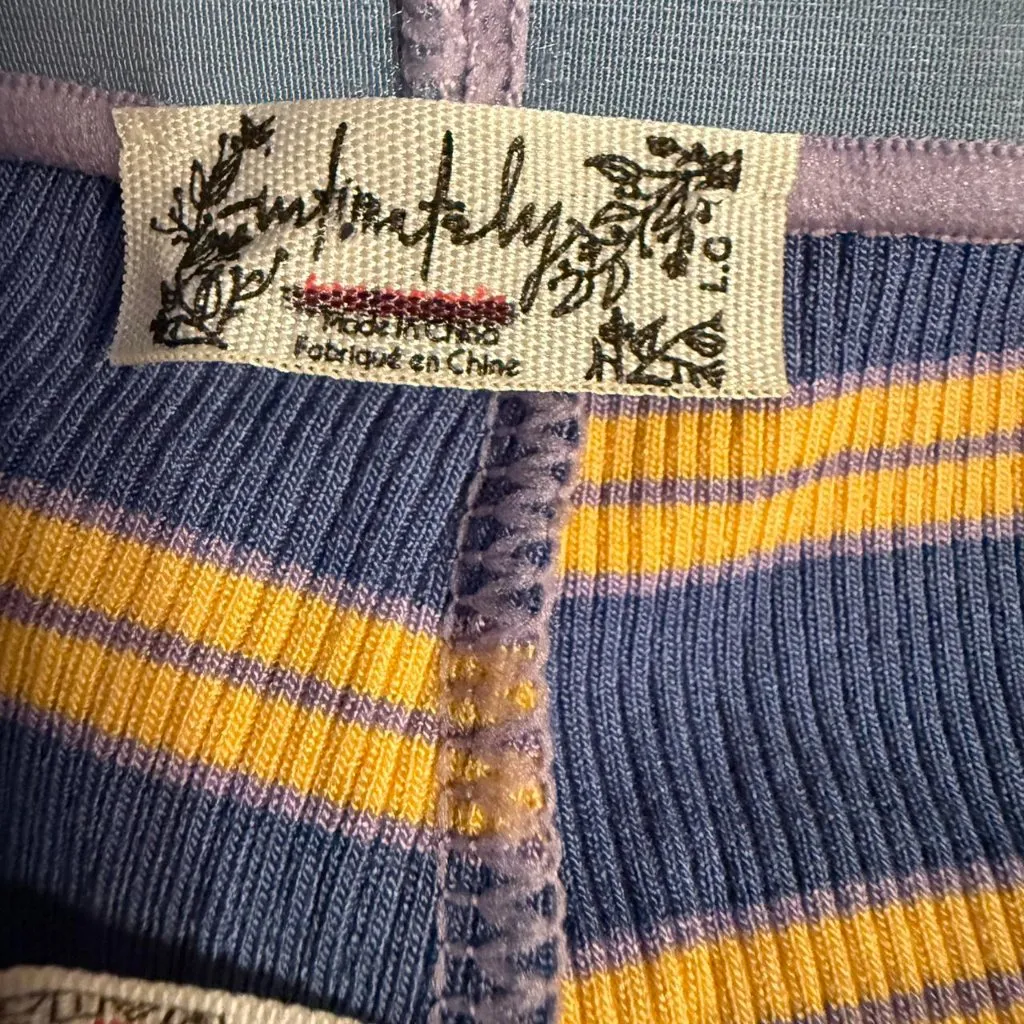 intimately
Made in China
Fabriqué en Chine
L.C